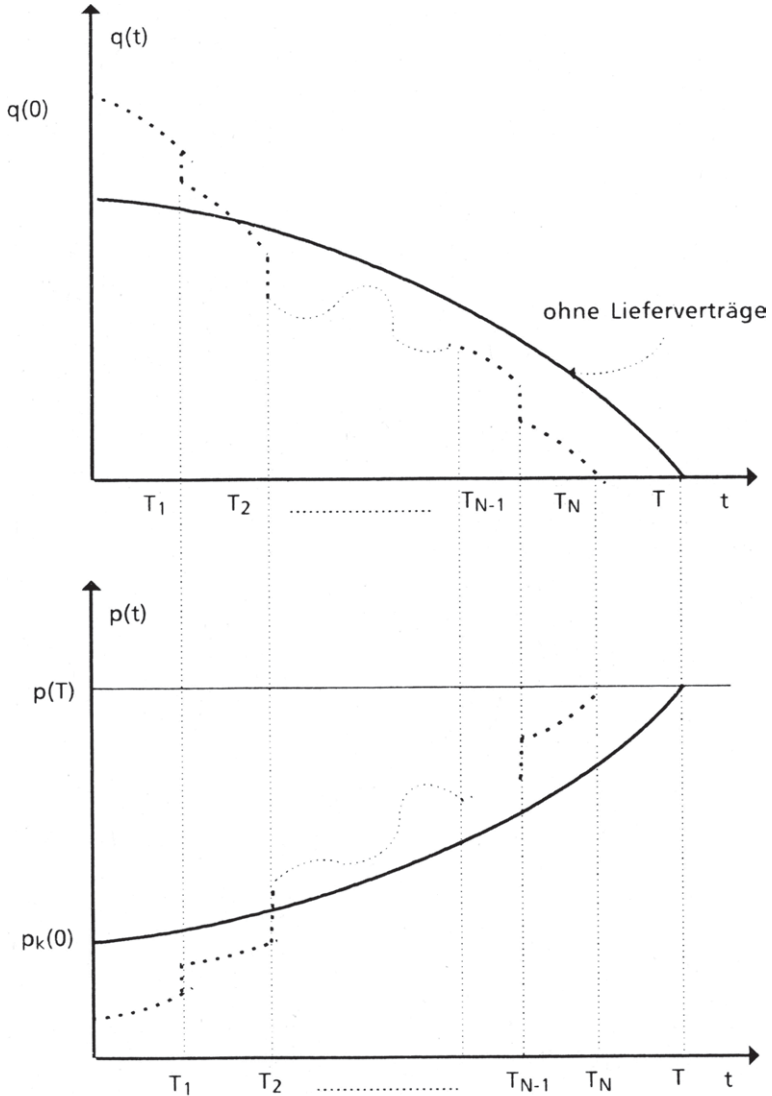 q(t)
q(0)
ohne Lieferverträge
T1 T2 .................... TN-1 TN T t
p(t)
p(T)
pk(0)
T1 T2 .................... TN-1 TN T t